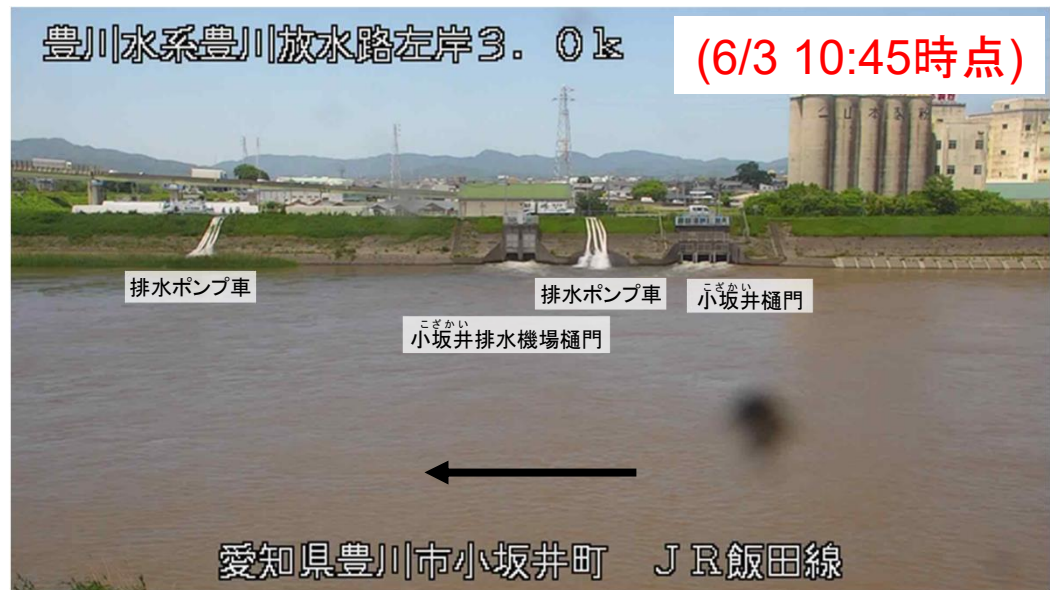 豊川水系豊川放水路左岸3．0k
(6/3 10:45時点)
排水ポンプ車
排水ポンプ車
こざかい
小坂井樋門
こざかい
小坂井排水機場樋門
愛知県豊川市小坂井町　JR飯田線